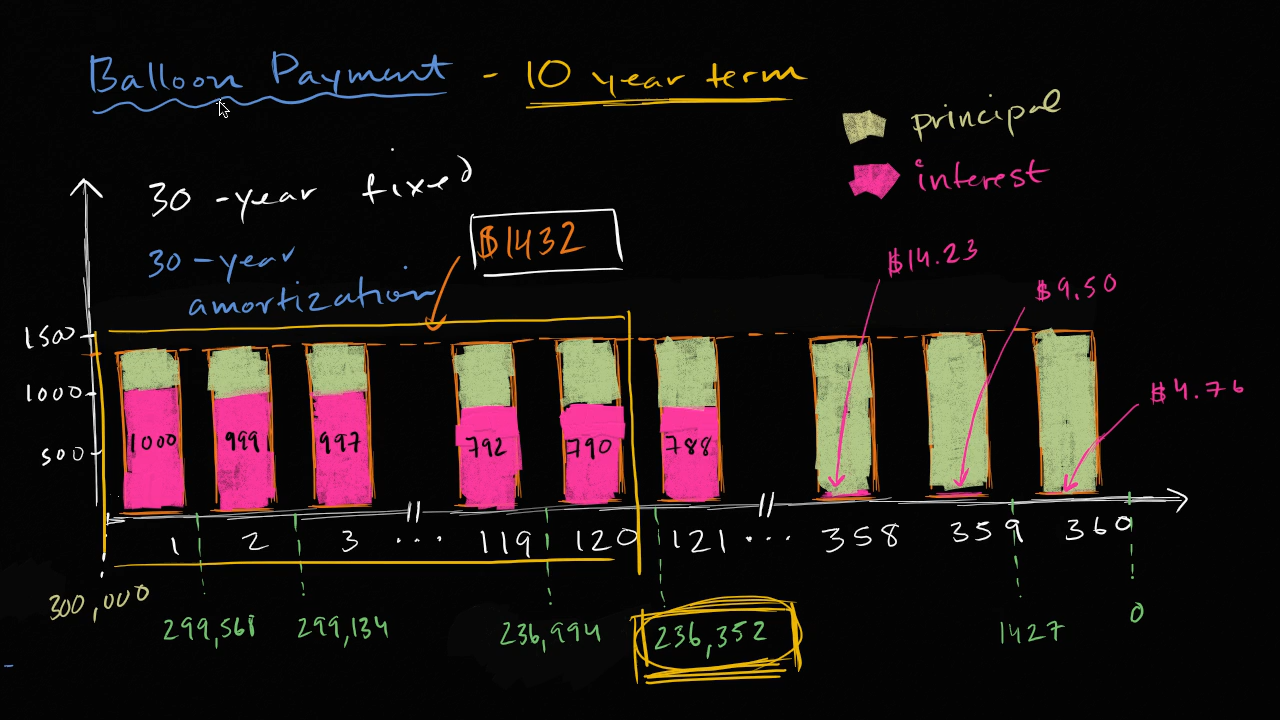 Balloon Payment - 10 year term
principal
interest
30-year fixed
30-year
amortization
$1432
$14.23
$9.50
$4.76
1500
1000
500
1000 999 997 792 790 788
1 2 3 ... 119 120 121 ... 358 359 360
300,000
299,568 299,134 236,994 236,352 1427 0